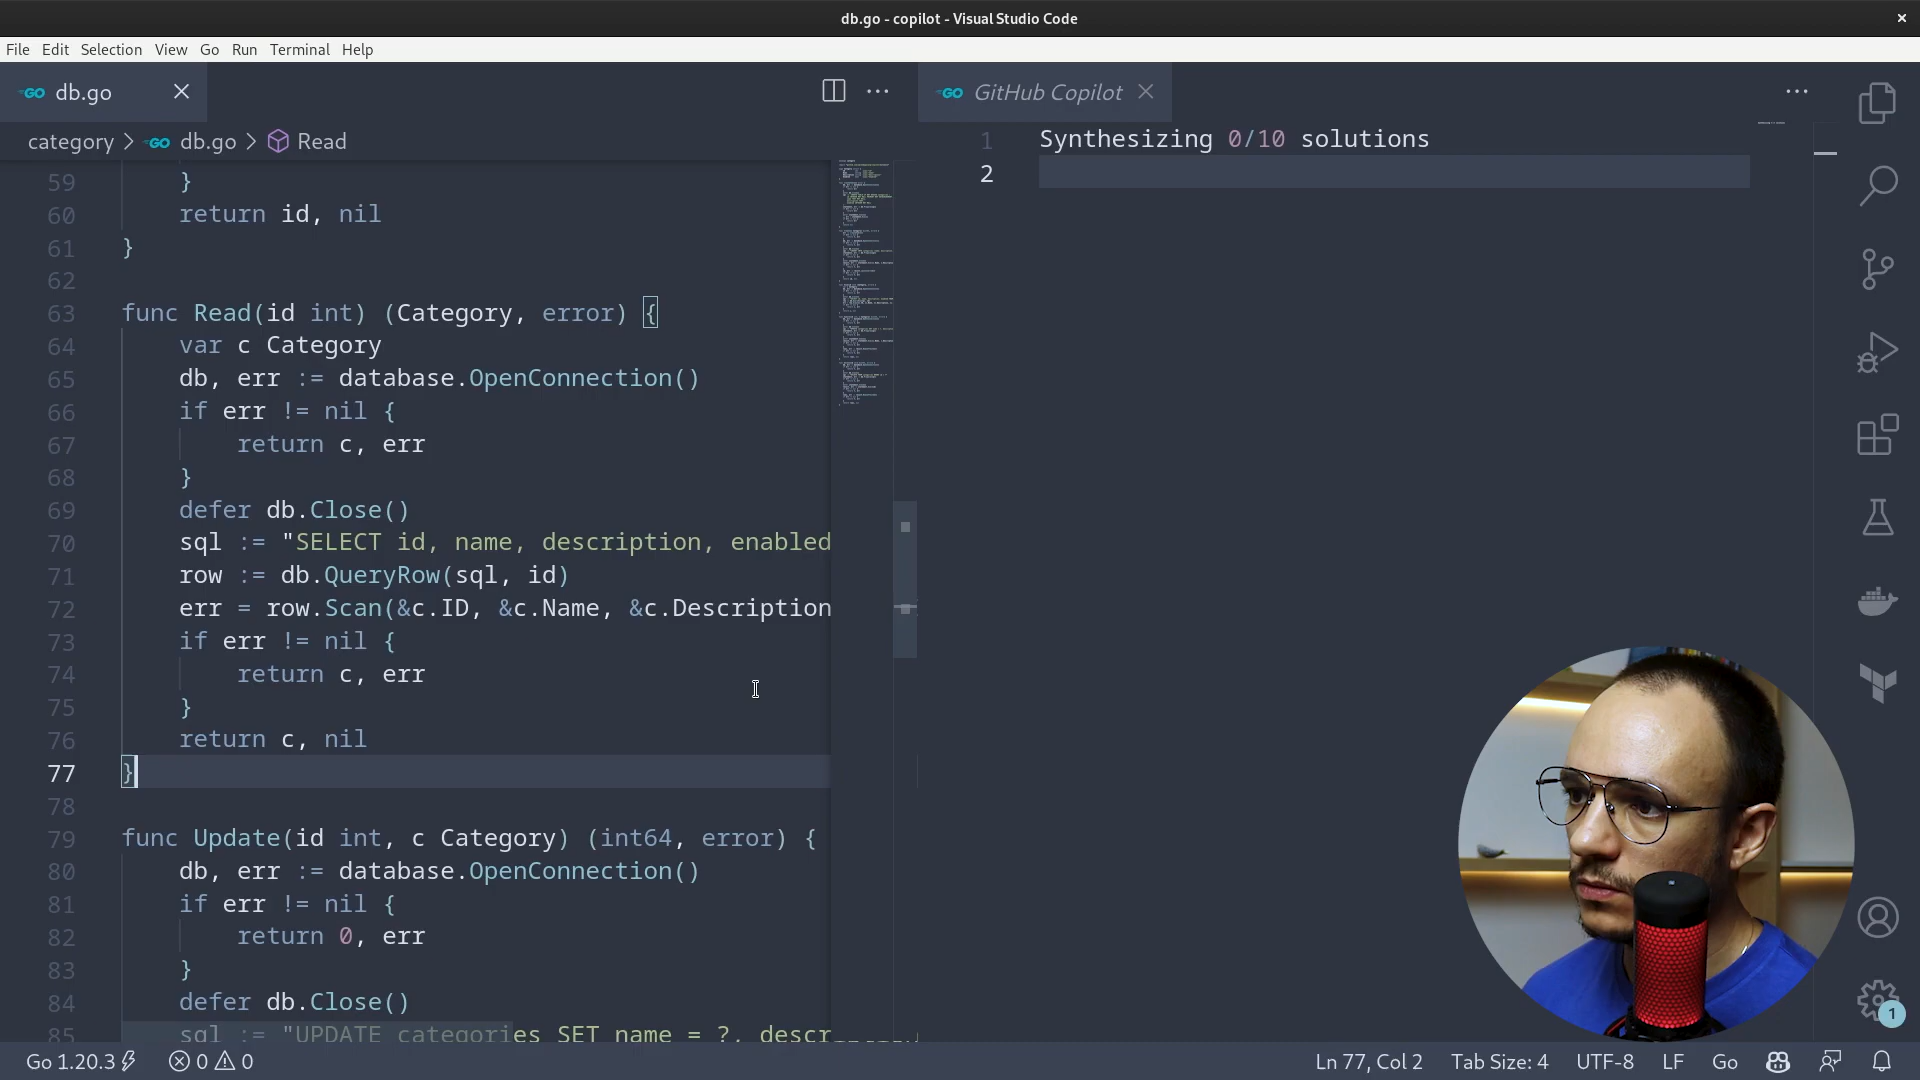 db.go - copilot - Visual Studio Code
File Edit Selection View Go Run Terminal Help
GO db.go
GO GitHub Copilot
category > GO db.go > Read
59 }
60 return id, nil
61 }
62
63 func Read(id int) (Category, error) {
64 var c Category
65 db, err := database.OpenConnection()
66 if err != nil {
67 return c, err
68 }
69 defer db.Close()
70 sql := "SELECT id, name, description, enabled
71 row := db.QueryRow(sql, id)
72 err = row.Scan(&c.ID, &c.Name, &c.Description
73 if err != nil {
74 return c, err
75 }
76 return c, nil
77 }
78
79 func Update(id int, c Category) (int64, error) {
80 db, err := database.OpenConnection()
81 if err != nil {
82 return 0, err
83 }
84 defer db.Close()
85 sql := "UPDATE categories SET name = ?, descr
1 Synthesizing 0/10 solutions
2
1
Go 1.20.3 0 0 Ln 77, Col 2 Tab Size: 4 UTF-8 LF Go